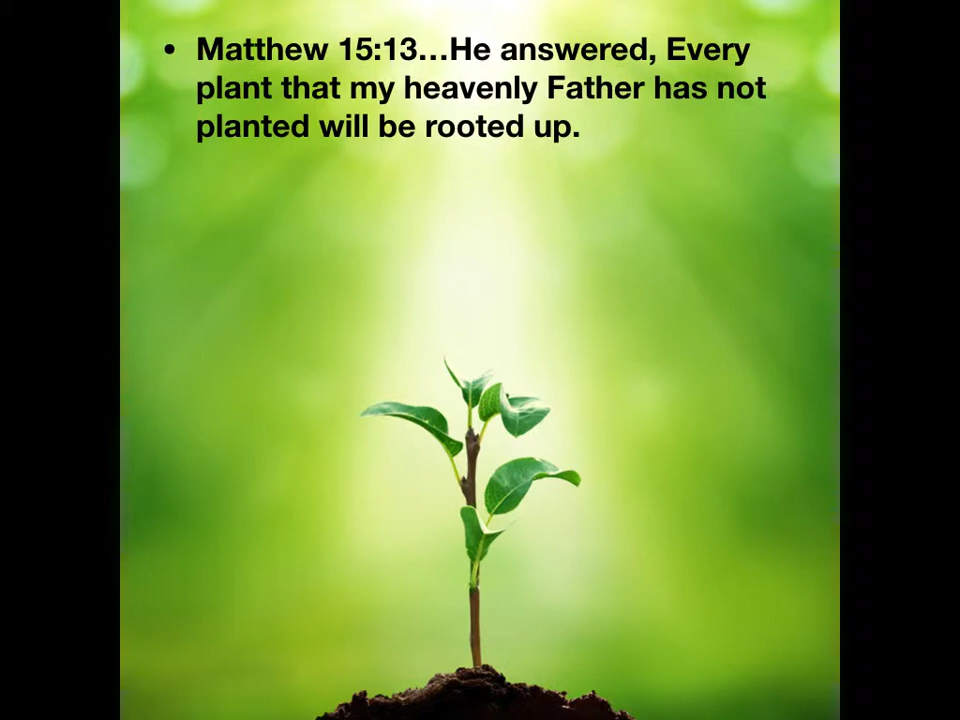 • Matthew 15:13…He answered, Every
plant that my heavenly Father has not
planted will be rooted up.